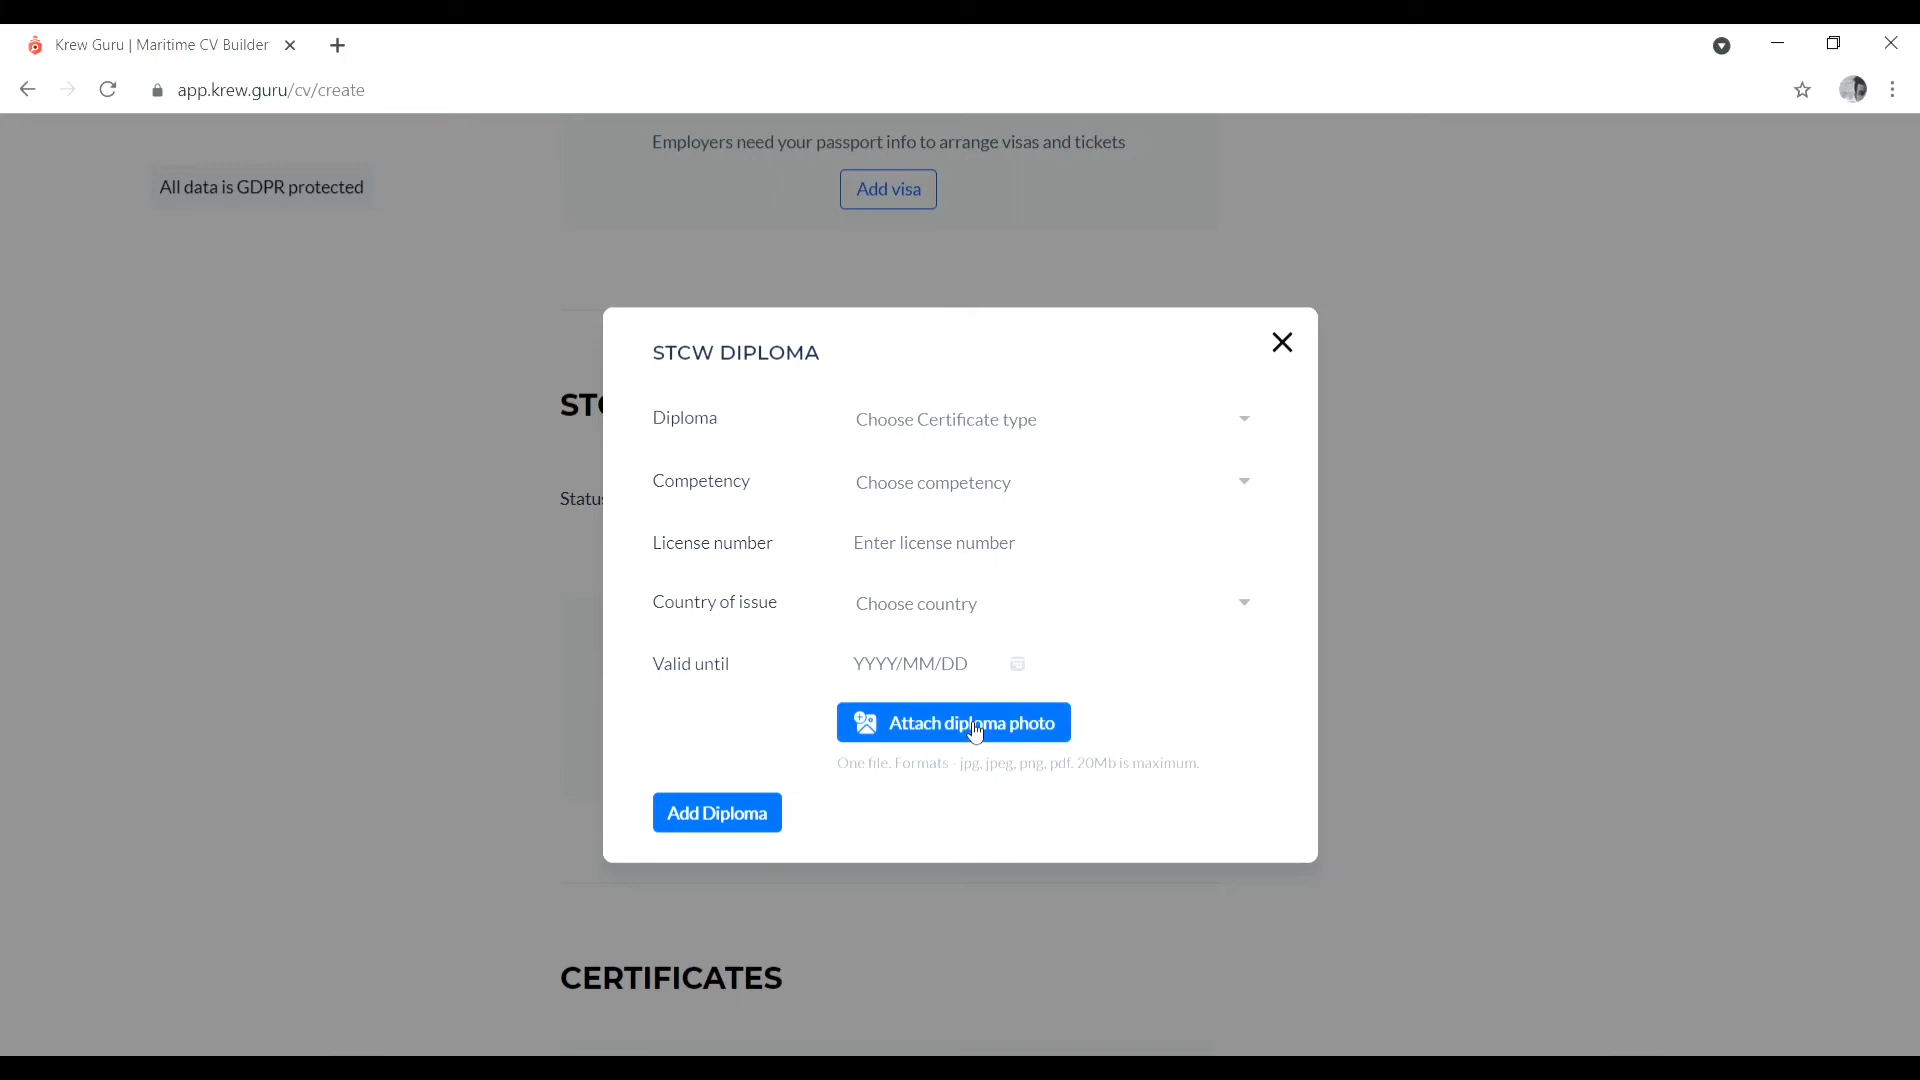 Krew Guru | Maritime CV Builder
app.krew.guru/cv/create
Employers need your passport info to arrange visas and tickets
All data is GDPR protected
Add visa
STCW DIPLOMA
Diploma
Choose Certificate type
Competency
Choose competency
License number
Enter license number
Country of issue
Choose country
Valid until
YYYY/MM/DD
Attach diploma photo
One file. Formats - jpg, jpeg, png, pdf. 20Mb is maximum.
Add Diploma
CERTIFICATES